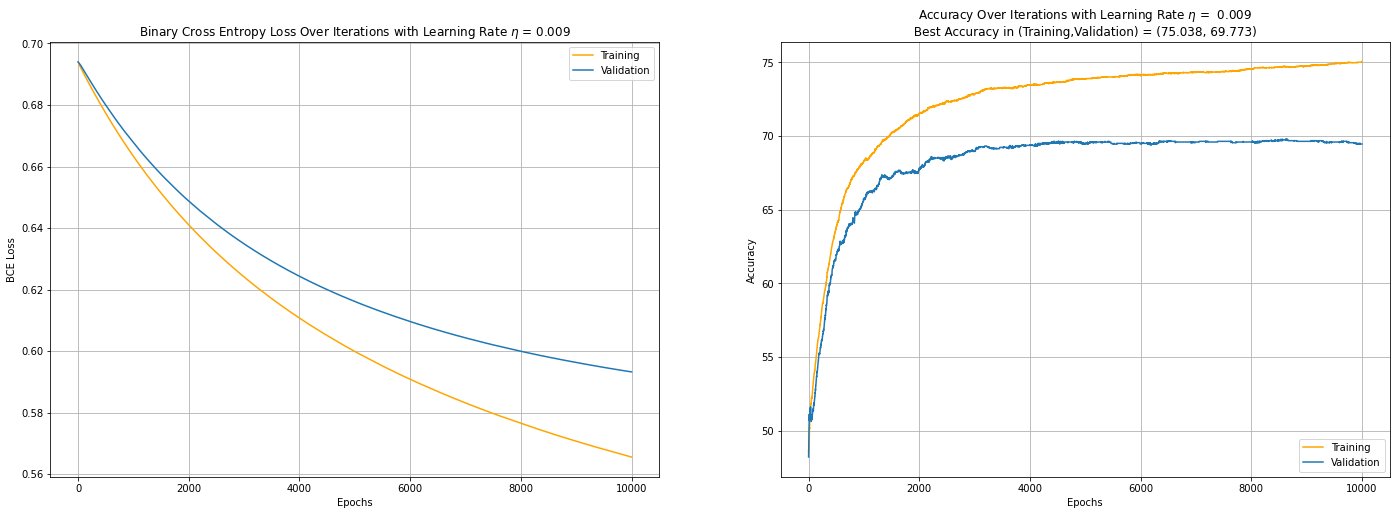 Binary Cross Entropy Loss Over Iterations with Learning Rate η = 0.009
0.70
0.68
0.66
0.64
0.62
0.60
0.58
0.56
BCE Loss
0 2000 4000 6000 8000 10000
Epochs
Training
Validation
Accuracy Over Iterations with Learning Rate η = 0.009
Best Accuracy in (Training,Validation) = (75.038, 69.773)
75
70
65
60
55
50
Accuracy
0 2000 4000 6000 8000 10000
Epochs
Training
Validation